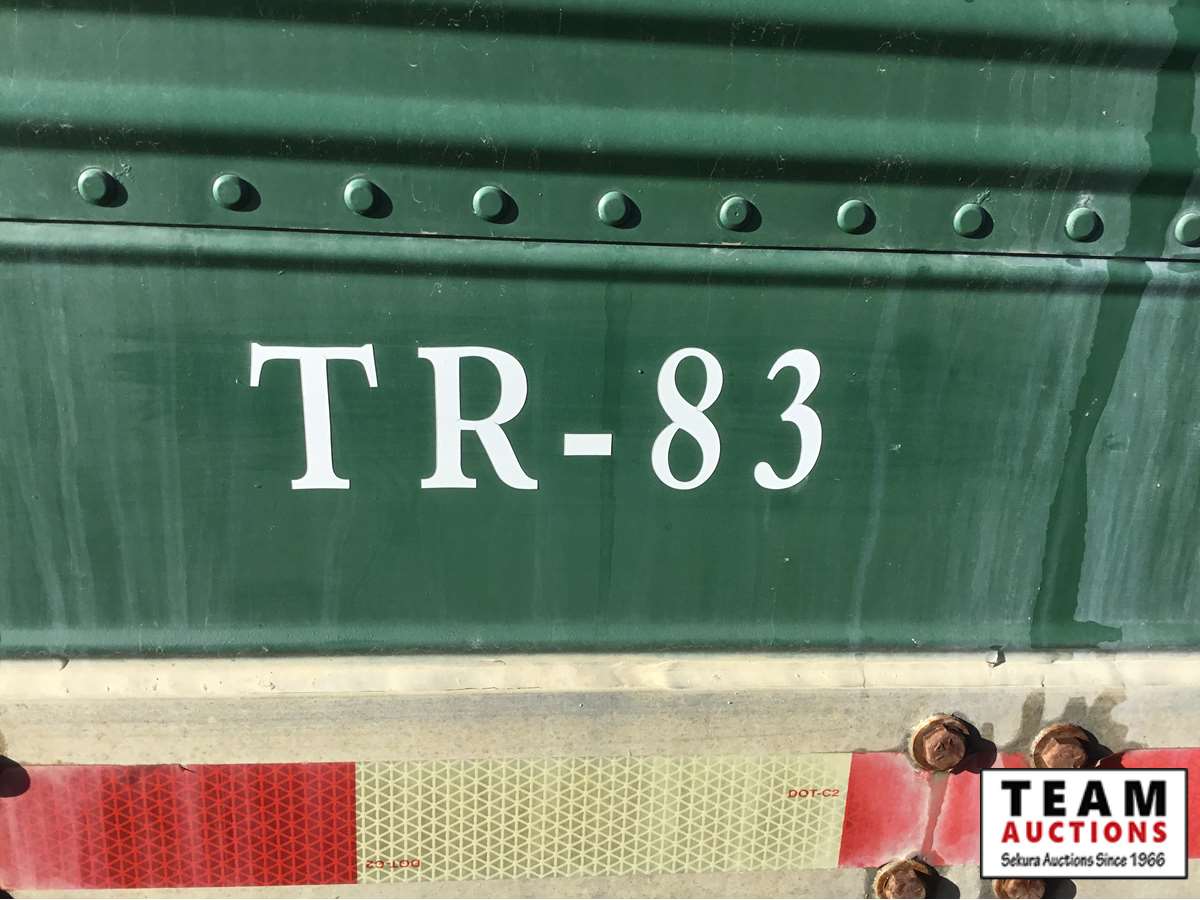 TR-83
DOT-C2
DOT-C2
TEAM
AUCTIONS
Sekura Auctions Since 1966